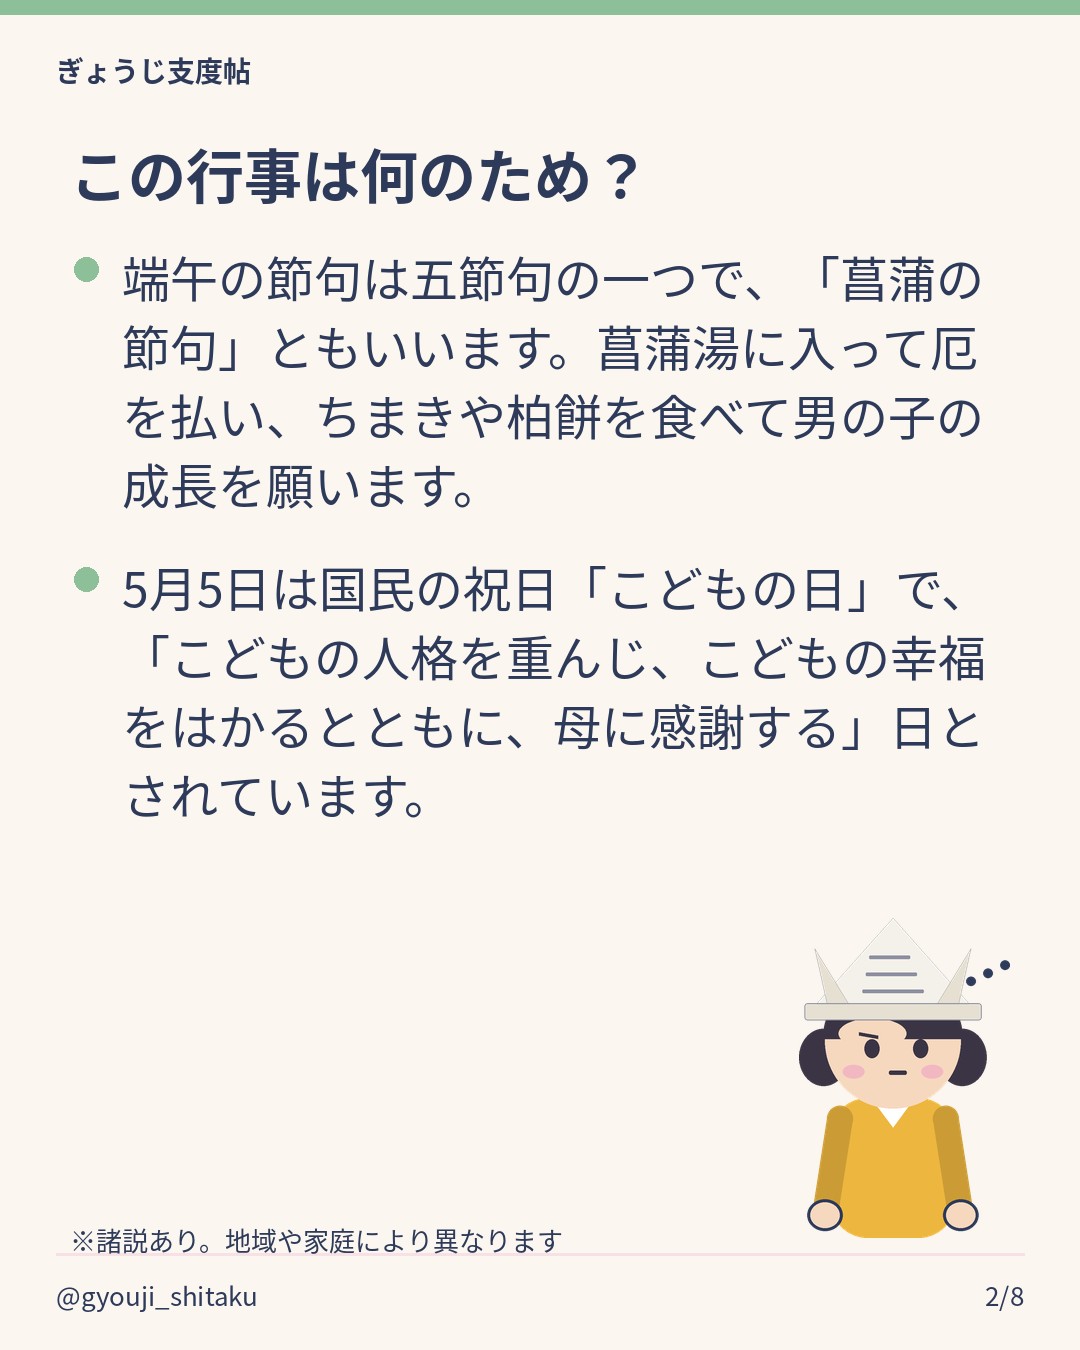 ぎょうじ支度帖
この行事は何のため？
端午の節句は五節句の一つで、「菖蒲の
節句」ともいいます。菖蒲湯に入って厄
を払い、ちまきや柏餅を食べて男の子の
成長を願います。
5月5日は国民の祝日「こどもの日」で、
「こどもの人格を重んじ、こどもの幸福
をはかるとともに、母に感謝する」日と
されています。
※諸説あり。地域や家庭により異なります
@gyouji_shitaku
2/8